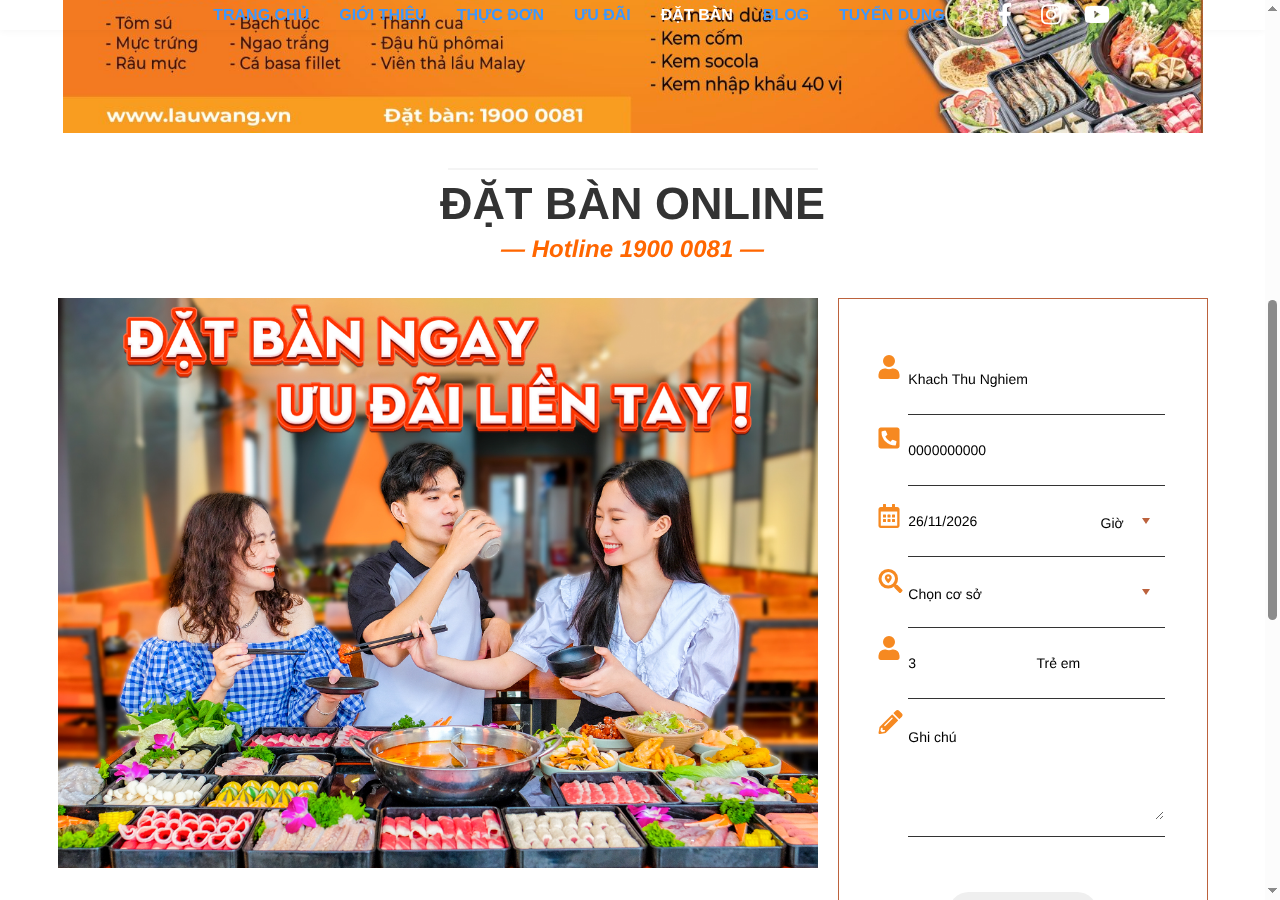 TRANG CHỦ GIỚI THIỆU THỰC ĐƠN ƯU ĐÃI ĐẶT BÀN BLOG TUYỂN DỤNG
- Tôm sú - Bạch tuộc - Thanh cua
- Mực trứng - Ngao trắng - Đậu hũ phômai
- Râu mực - Cá basa fillet - Viên thả lẩu Malay
- Kem cốm
- Kem socola
- Kem nhập khẩu 40 vị
www.lauwang.vn Đặt bàn: 1900 0081
ĐẶT BÀN ONLINE
— Hotline 1900 0081 —
ĐẶT BÀN NGAY
ƯU ĐÃI LIỀN TAY!
Khach Thu Nghiem
0000000000
26/11/2026 Giờ
Chọn cơ sở
3 Trẻ em
Ghi chú